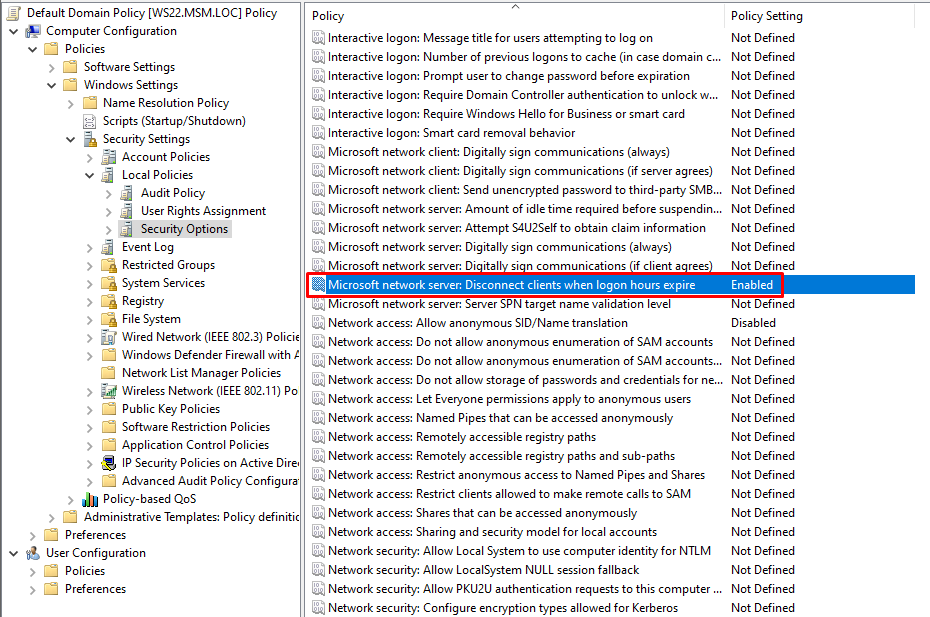 Default Domain Policy [WS22.MSM.LOC] Policy
Computer Configuration
Policies
Software Settings
Windows Settings
Name Resolution Policy
Scripts (Startup/Shutdown)
Security Settings
Account Policies
Local Policies
Audit Policy
User Rights Assignment
Security Options
Event Log
Restricted Groups
System Services
Registry
File System
Wired Network (IEEE 802.3) Policie
Windows Defender Firewall with A
Network List Manager Policies
Wireless Network (IEEE 802.11) Po
Public Key Policies
Software Restriction Policies
Application Control Policies
IP Security Policies on Active Dire
Advanced Audit Policy Configura
Policy-based QoS
Administrative Templates: Policy definitic
Preferences
User Configuration
Policies
Preferences
Policy Policy Setting
Interactive logon: Message title for users attempting to log on Not Defined
Interactive logon: Number of previous logons to cache (in case domain c... Not Defined
Interactive logon: Prompt user to change password before expiration Not Defined
Interactive logon: Require Domain Controller authentication to unlock w... Not Defined
Interactive logon: Require Windows Hello for Business or smart card Not Defined
Interactive logon: Smart card removal behavior Not Defined
Microsoft network client: Digitally sign communications (always) Not Defined
Microsoft network client: Digitally sign communications (if server agrees) Not Defined
Microsoft network client: Send unencrypted password to third-party SMB... Not Defined
Microsoft network server: Amount of idle time required before suspendin... Not Defined
Microsoft network server: Attempt S4U2Self to obtain claim information Not Defined
Microsoft network server: Digitally sign communications (always) Not Defined
Microsoft network server: Digitally sign communications (if client agrees) Not Defined
Microsoft network server: Disconnect clients when logon hours expire Enabled
Microsoft network server: Server SPN target name validation level Not Defined
Network access: Allow anonymous SID/Name translation Disabled
Network access: Do not allow anonymous enumeration of SAM accounts Not Defined
Network access: Do not allow anonymous enumeration of SAM accounts... Not Defined
Network access: Do not allow storage of passwords and credentials for ne... Not Defined
Network access: Let Everyone permissions apply to anonymous users Not Defined
Network access: Named Pipes that can be accessed anonymously Not Defined
Network access: Remotely accessible registry paths Not Defined
Network access: Remotely accessible registry paths and sub-paths Not Defined
Network access: Restrict anonymous access to Named Pipes and Shares Not Defined
Network access: Restrict clients allowed to make remote calls to SAM Not Defined
Network access: Shares that can be accessed anonymously Not Defined
Network access: Sharing and security model for local accounts Not Defined
Network security: Allow Local System to use computer identity for NTLM Not Defined
Network security: Allow LocalSystem NULL session fallback Not Defined
Network security: Allow PKU2U authentication requests to this computer ... Not Defined
Network security: Configure encryption types allowed for Kerberos Not Defined